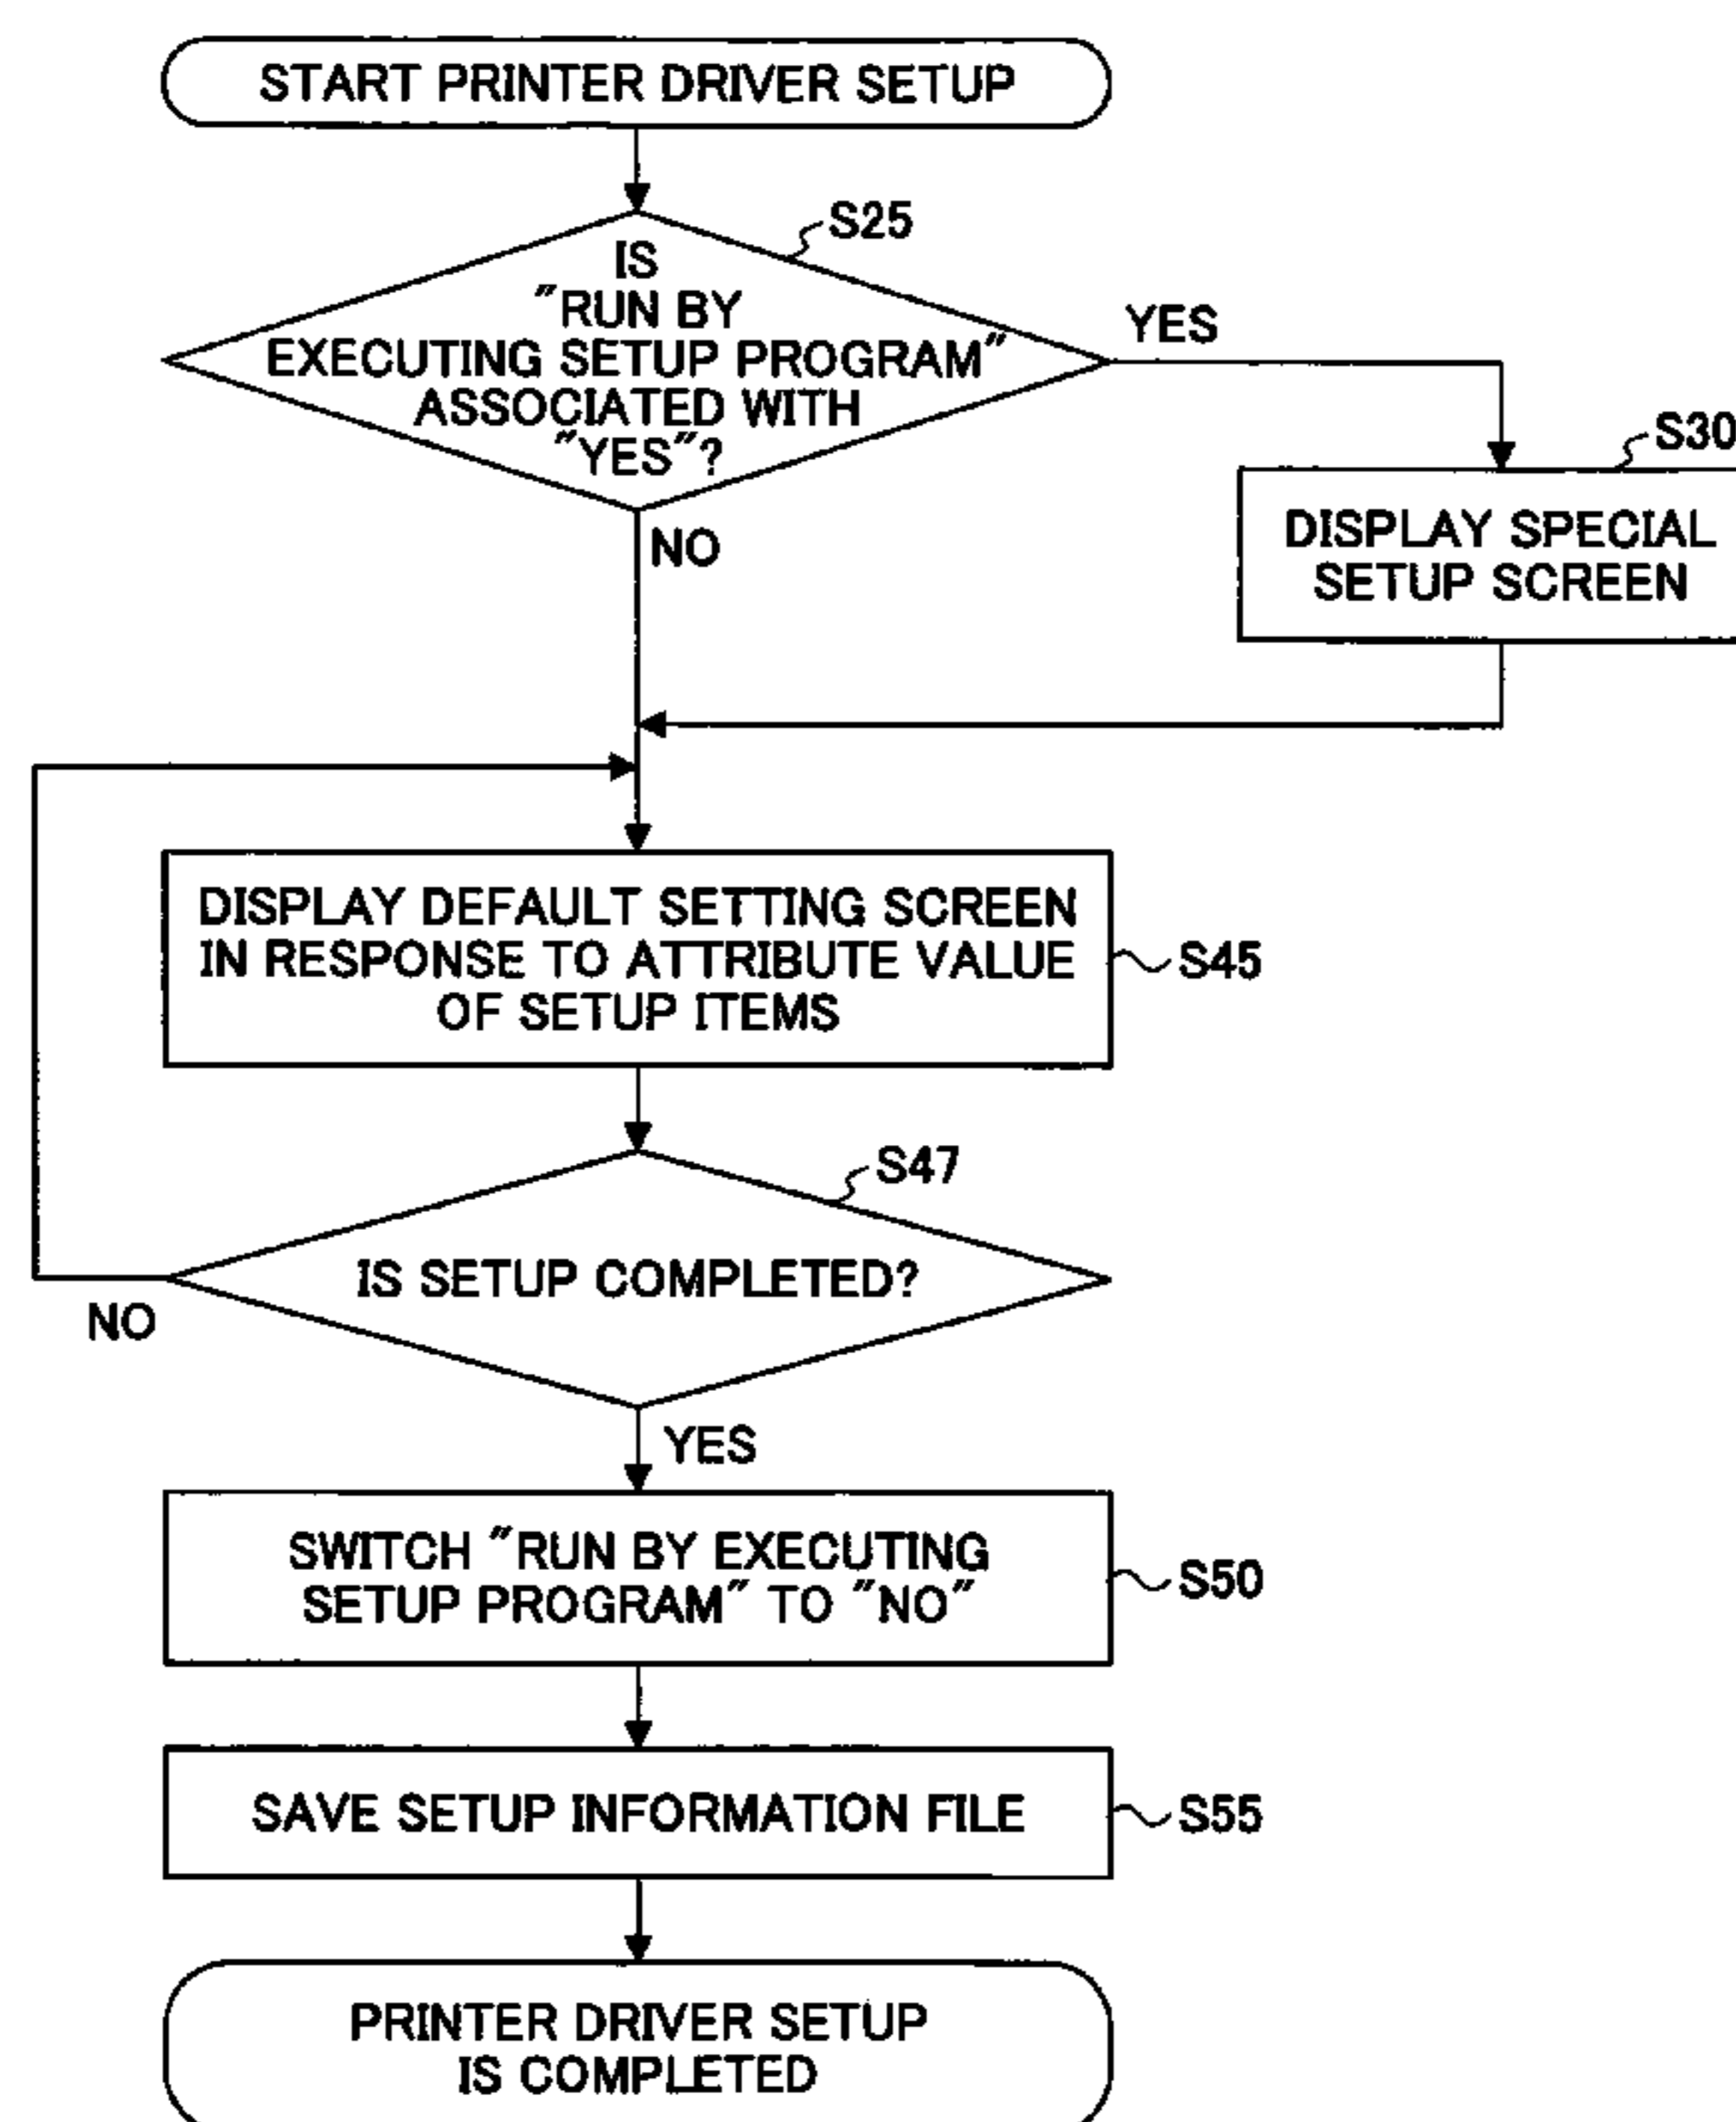 START PRINTER DRIVER SETUP
S25
IS
"RUN BY
EXECUTING SETUP PROGRAM"
ASSOCIATED WITH
"YES"?
YES
NO
S30
DISPLAY SPECIAL
SETUP SCREEN
DISPLAY DEFAULT SETTING SCREEN
IN RESPONSE TO ATTRIBUTE VALUE
OF SETUP ITEMS
S45
S47
IS SETUP COMPLETED?
NO
YES
SWITCH "RUN BY EXECUTING
SETUP PROGRAM" TO "NO"
S50
SAVE SETUP INFORMATION FILE
S55
PRINTER DRIVER SETUP
IS COMPLETED